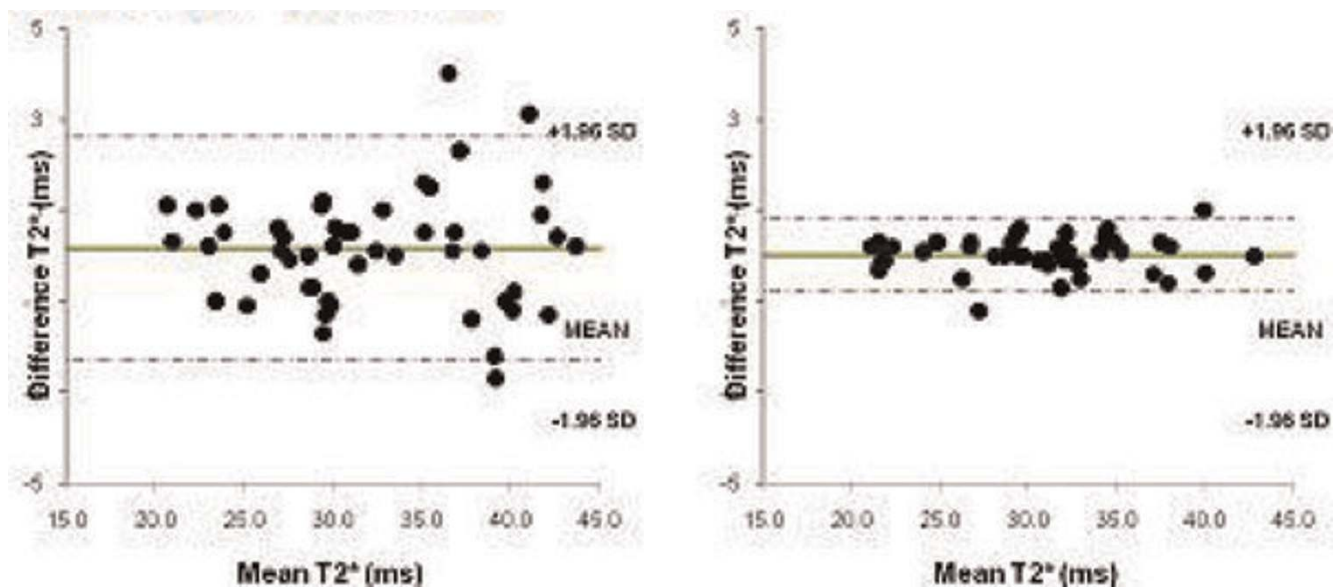 5
3
-5
15.0 20.0 25.0 30.0 35.0 40.0 45.0
Difference T2* (ms)
+1.96 SD
MEAN
-1.96 SD
Mean T2* (ms)
5
3
-5
15.0 20.0 25.0 30.0 35.0 40.0 45.0
Difference T2* (ms)
+1.96 SD
MEAN
-1.96 SD
Mean T2* (ms)